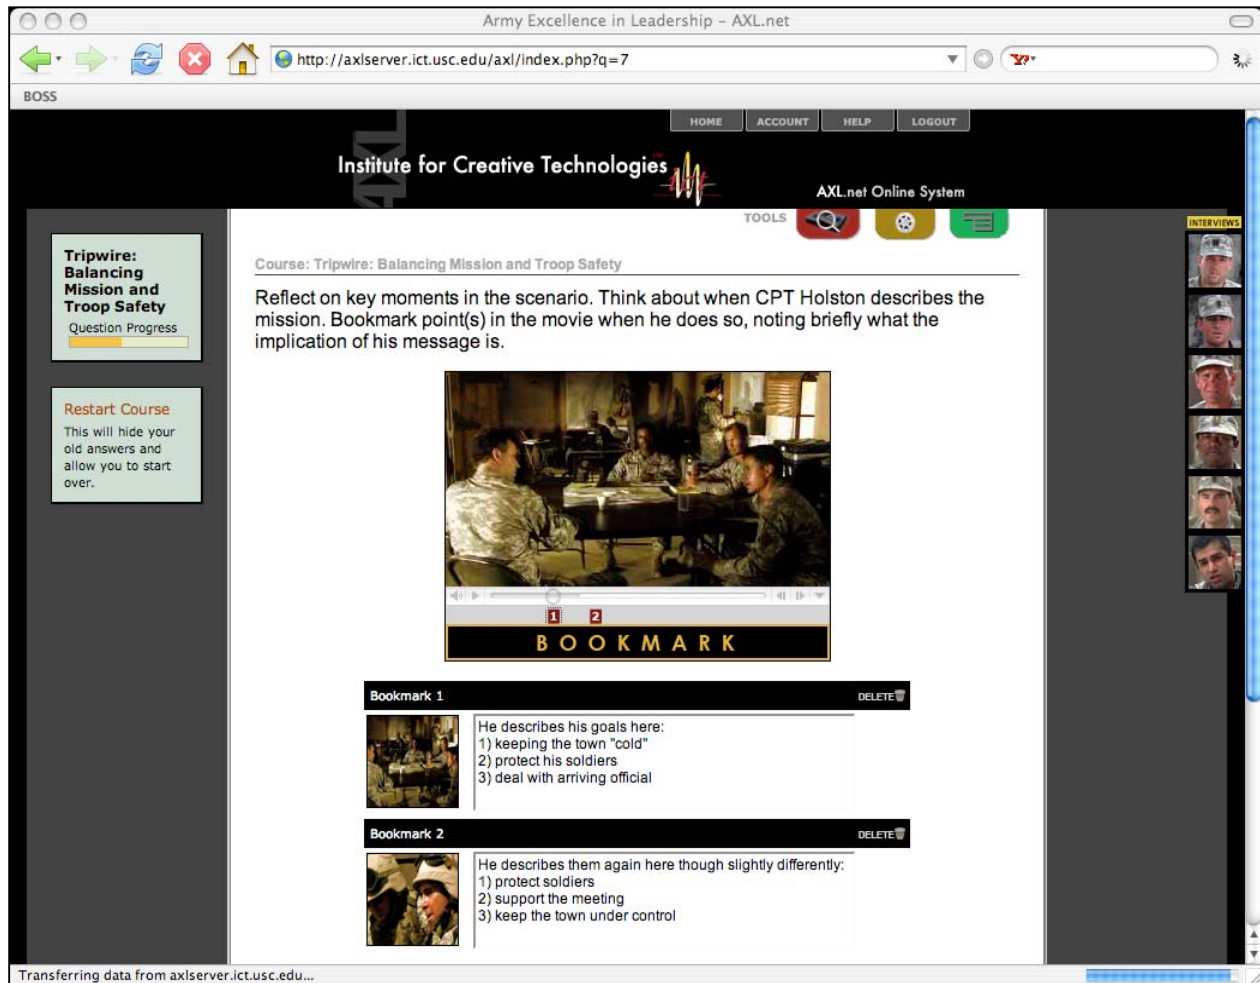 Army Excellence in Leadership – AXL.net
http://axlserver.ict.usc.edu/axl/index.php?q=7
BOSS
HOME ACCOUNT HELP LOGOUT
AXL
Institute for Creative Technologies
AXL.net Online System
TOOLS
INTERVIEWS
Tripwire:
Balancing
Mission and
Troop Safety
Question Progress
Restart Course
This will hide your
old answers and
allow you to start
over.
Course: Tripwire: Balancing Mission and Troop Safety
Reflect on key moments in the scenario. Think about when CPT Holston describes the
mission. Bookmark point(s) in the movie when he does so, noting briefly what the
implication of his message is.
1 2
BOOKMARK
Bookmark 1 DELETE
He describes his goals here:
1) keeping the town "cold"
2) protect his soldiers
3) deal with arriving official
Bookmark 2 DELETE
He describes them again here though slightly differently:
1) protect soldiers
2) support the meeting
3) keep the town under control
Transferring data from axlserver.ict.usc.edu...